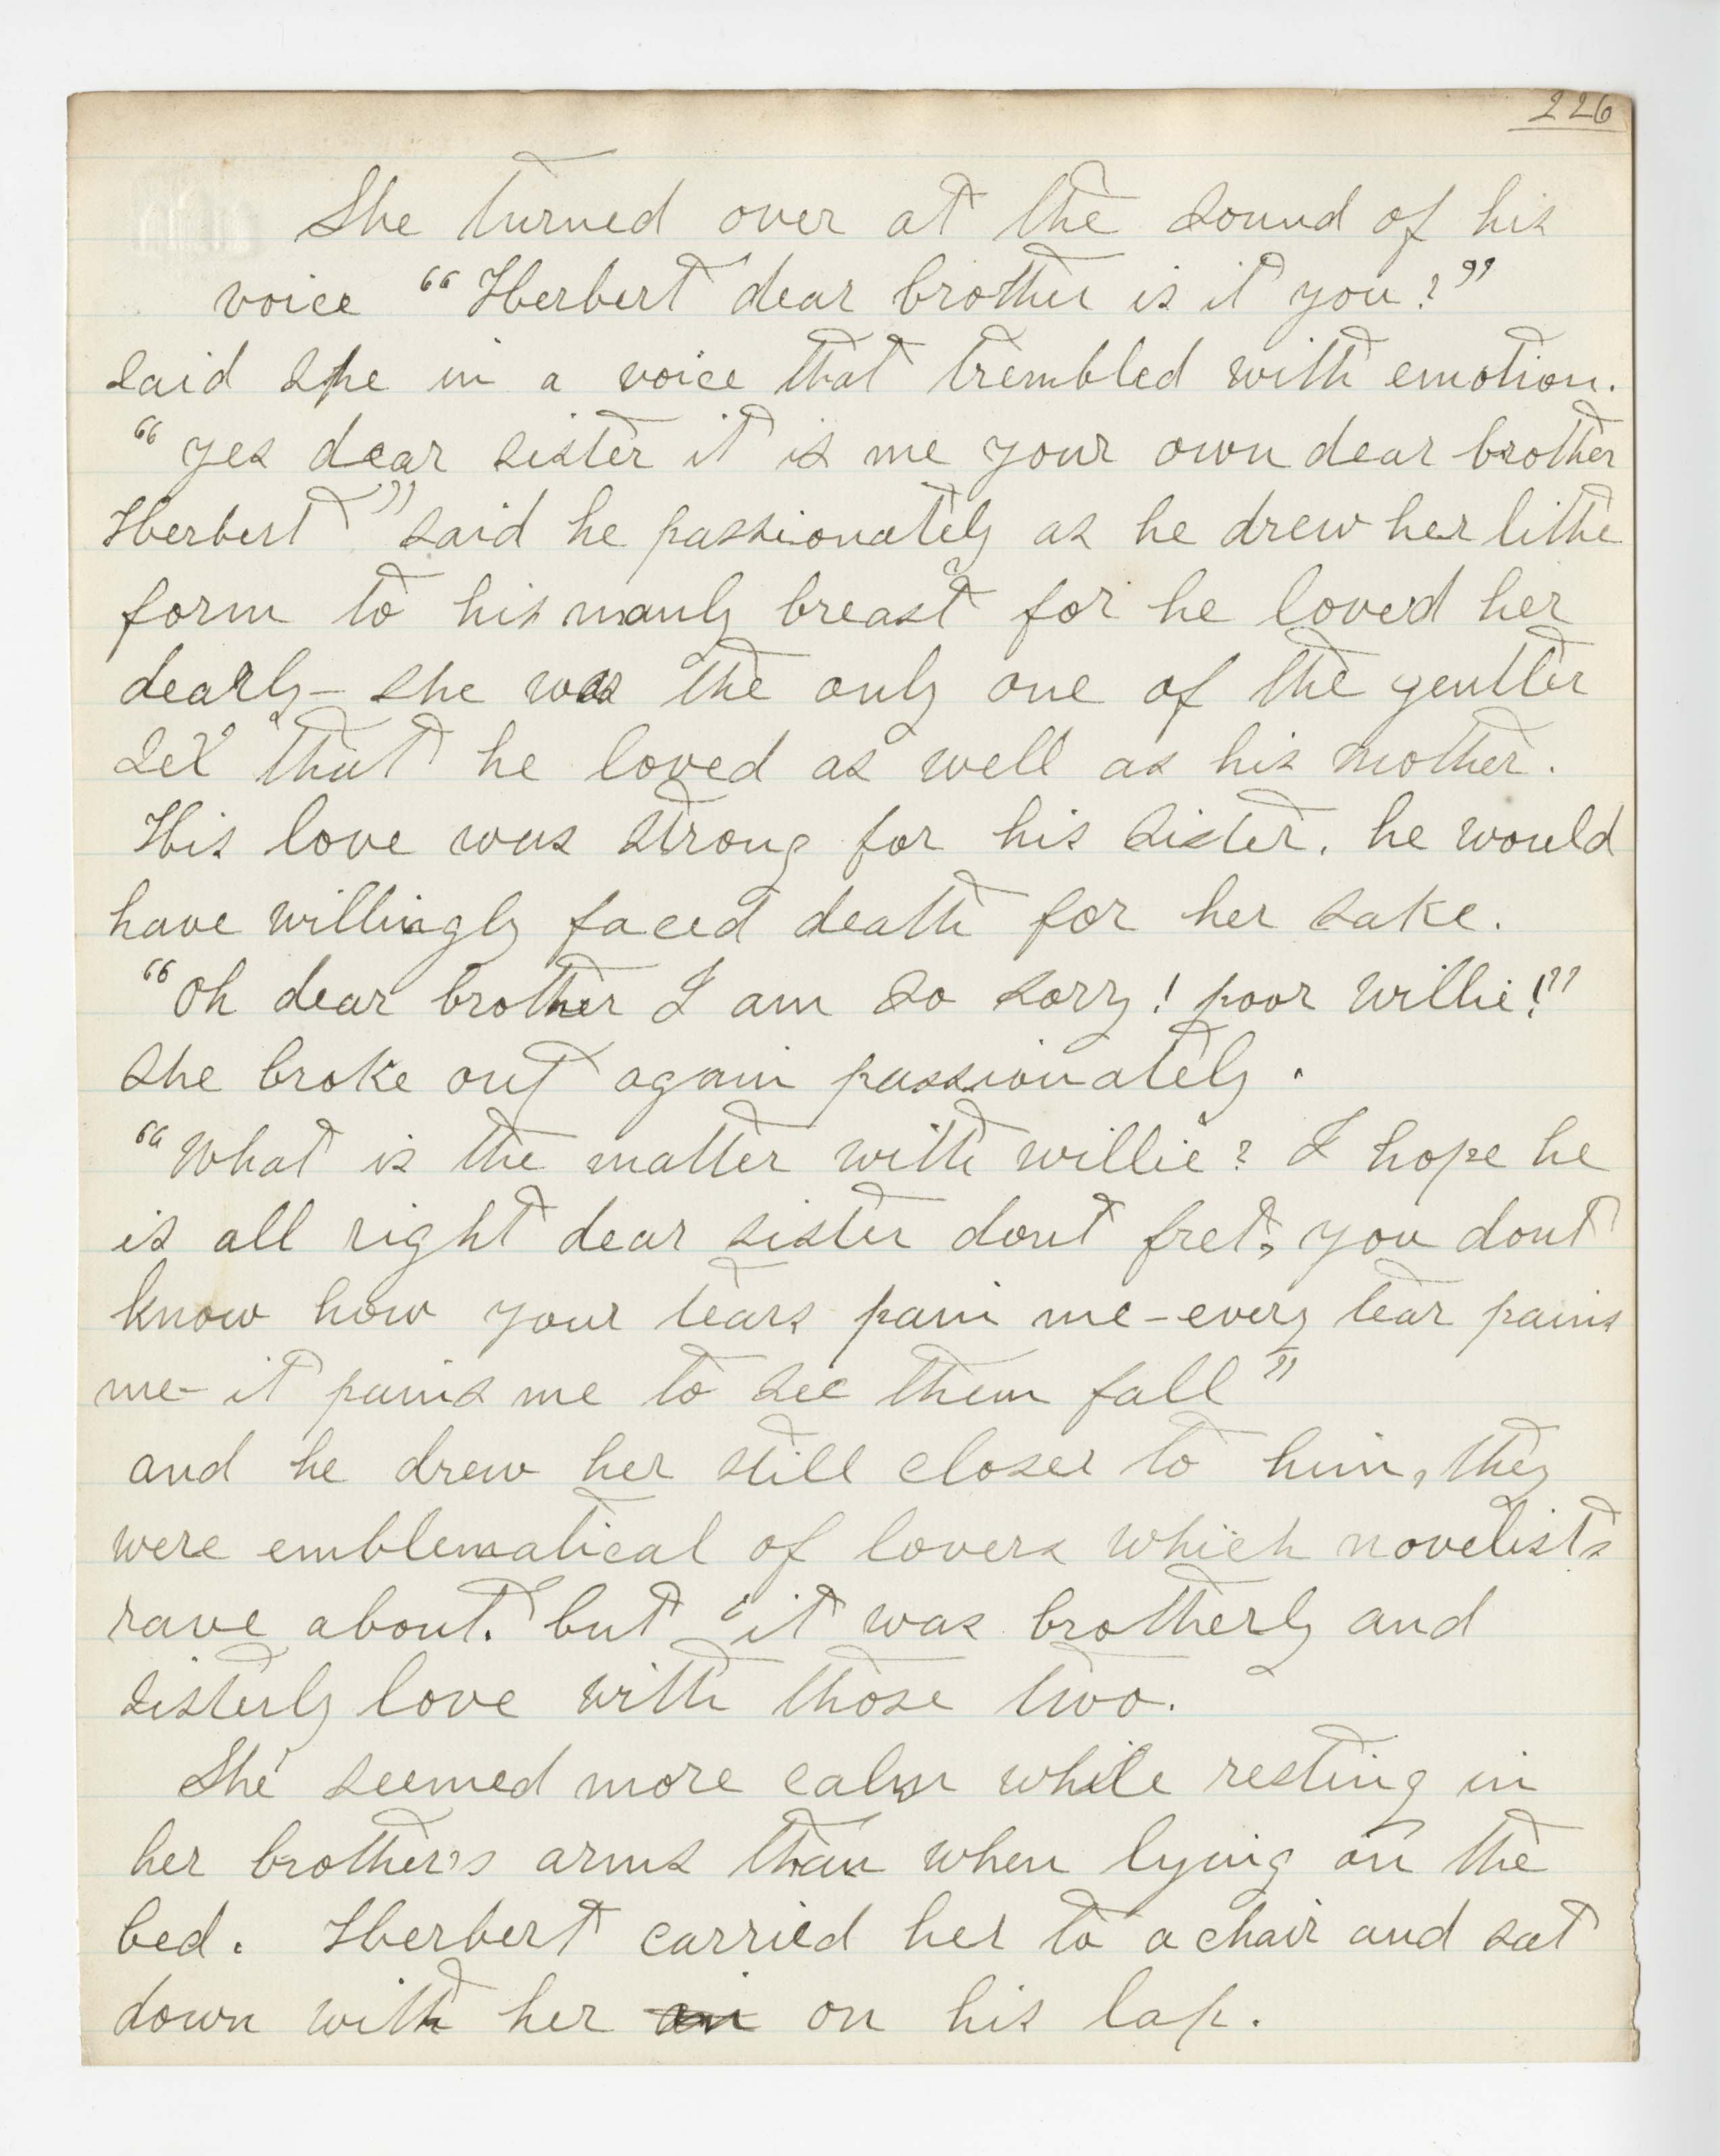 226
She turned over at the sound of his
voice "Herbert dear brother is it you?"
said she in a voice that trembled with emotion.
"yes dear sister it is me your own dear brother
Herbert" said he passionately as he drew her lithe
form to his manly breast for he loved her
dearly - she was the only one of the gentler
sex that he loved as well as his mother.
His love was strong for his sister. he would
have willingly faced death for her sake.
"Oh dear brother I am so sorry! poor Willie!"
she broke out again passionately.
"What is the matter with willie? I hope he
is all right dear sister dont fret, you dont
know how your tears pain me - every tear pains
me - it pains me to see them fall"
and he drew her still closer to him, they
were emblematical of lovers which novelists
rave about. but it was brotherly and
sisterly love with those two.
She seemed more calm while resting in
her brother's arms than when lying on the
bed. Herbert carried her to a chair and sat
down with her on his lap.